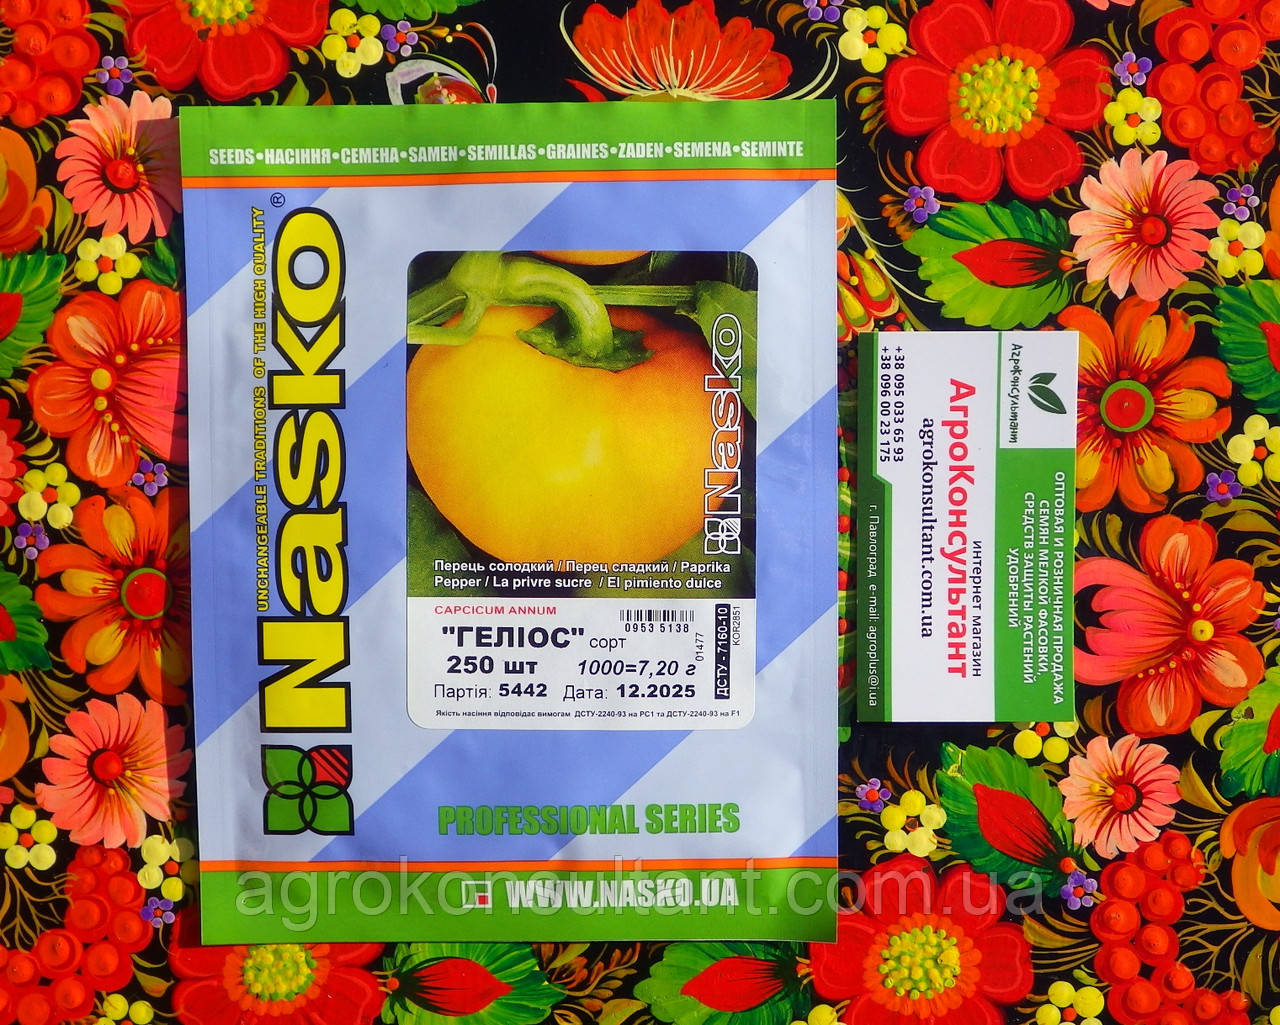 SEEDS•НАСІННЯ•СЕМЕНА•SAMEN•SEMILLAS•GRAINES•ZADEN•SEMENA•SEMINTE
UNCHANGEABLE TRADITIONS OF THE HIGH QUALITY
Nasko®
Nasko
Перець солодкий / Перец сладкий / Paprika
Pepper / La privre sucre / El pimiento dulce
CAPCICUM ANNUM
0953 5138
"ГЕЛІОС" сорт
250 шт 1000=7,20 г
Партія: 5442 Дата: 12.2025
01477
ДСТУ - 7160-10
KOR2851
Якість насіння відповідає вимогам ДСТУ-2240-93 на РС1 та ДСТУ-2240-93 на F1
PROFESSIONAL SERIES
WWW.NASKO.UA
АгроКонсультант
ОПТОВАЯ И РОЗНИЧНАЯ ПРОДАЖА
СЕМЯН МЕЛКОЙ ФАСОВКИ,
СРЕДСТВ ЗАЩИТЫ РАСТЕНИЙ
УДОБРЕНИЙ
интернет магазин
АгроКонсультант
agrokonsultant.com.ua
+38 095 033 65 93
+38 096 00 23 175
г. Павлоград e-mail: agroplus@i.ua
agrokonsultant.com.ua